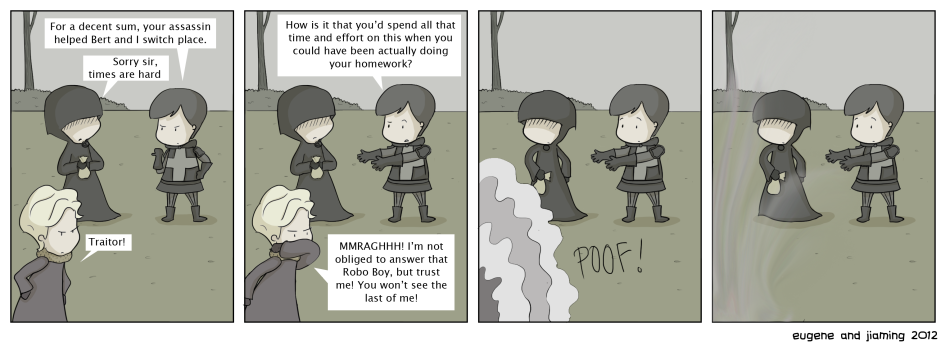 For a decent sum, your assassin
helped Bert and I switch place.
Sorry sir,
times are hard
Traitor!
How is it that you'd spend all that
time and effort on this when you
could have been actually doing
your homework?
MMRAGHHH! I'm not
obliged to answer that
Robo Boy, but trust
me! You won't see the
last of me!
POOF!
eugene and jiaming 2012